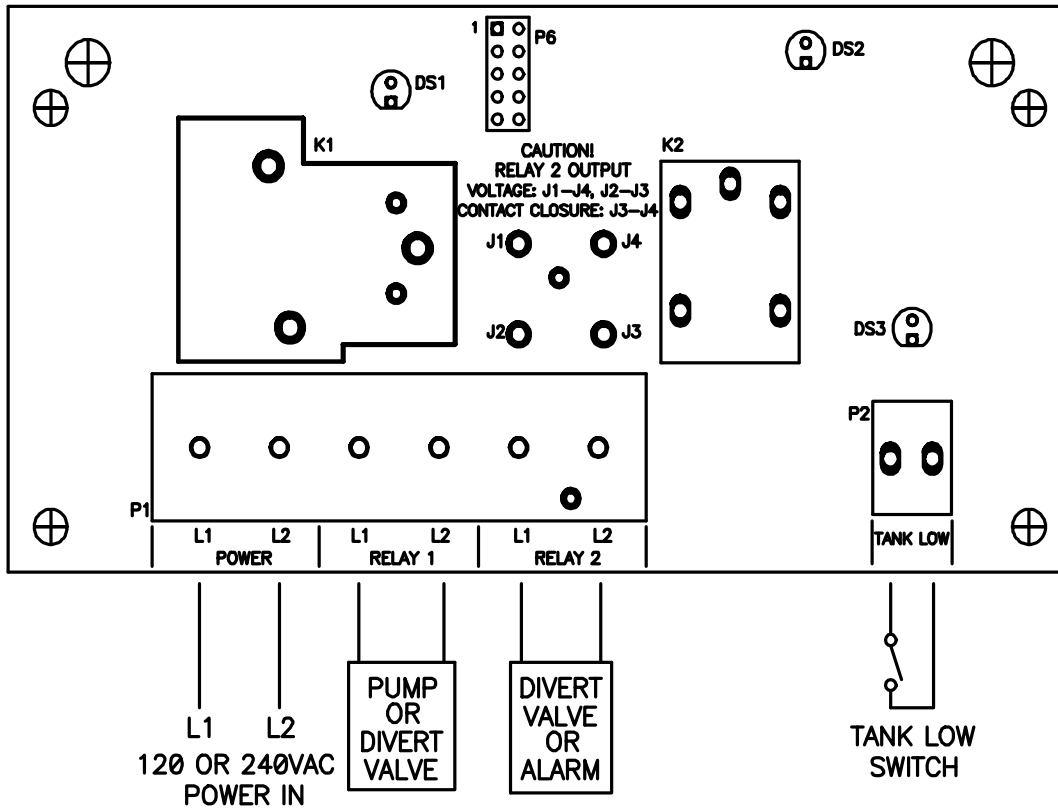 1
P6
DS1
DS2
K1
CAUTION!
RELAY 2 OUTPUT
VOLTAGE: J1-J4, J2-J3
CONTACT CLOSURE: J3-J4
K2
J1
J4
J2
J3
DS3
P2
P1
L1 L2 L1 L2 L1 L2
POWER RELAY 1 RELAY 2
TANK LOW
L1 L2
120 OR 240VAC
POWER IN
PUMP
OR
DIVERT
VALVE
DIVERT
VALVE
OR
ALARM
TANK LOW
SWITCH